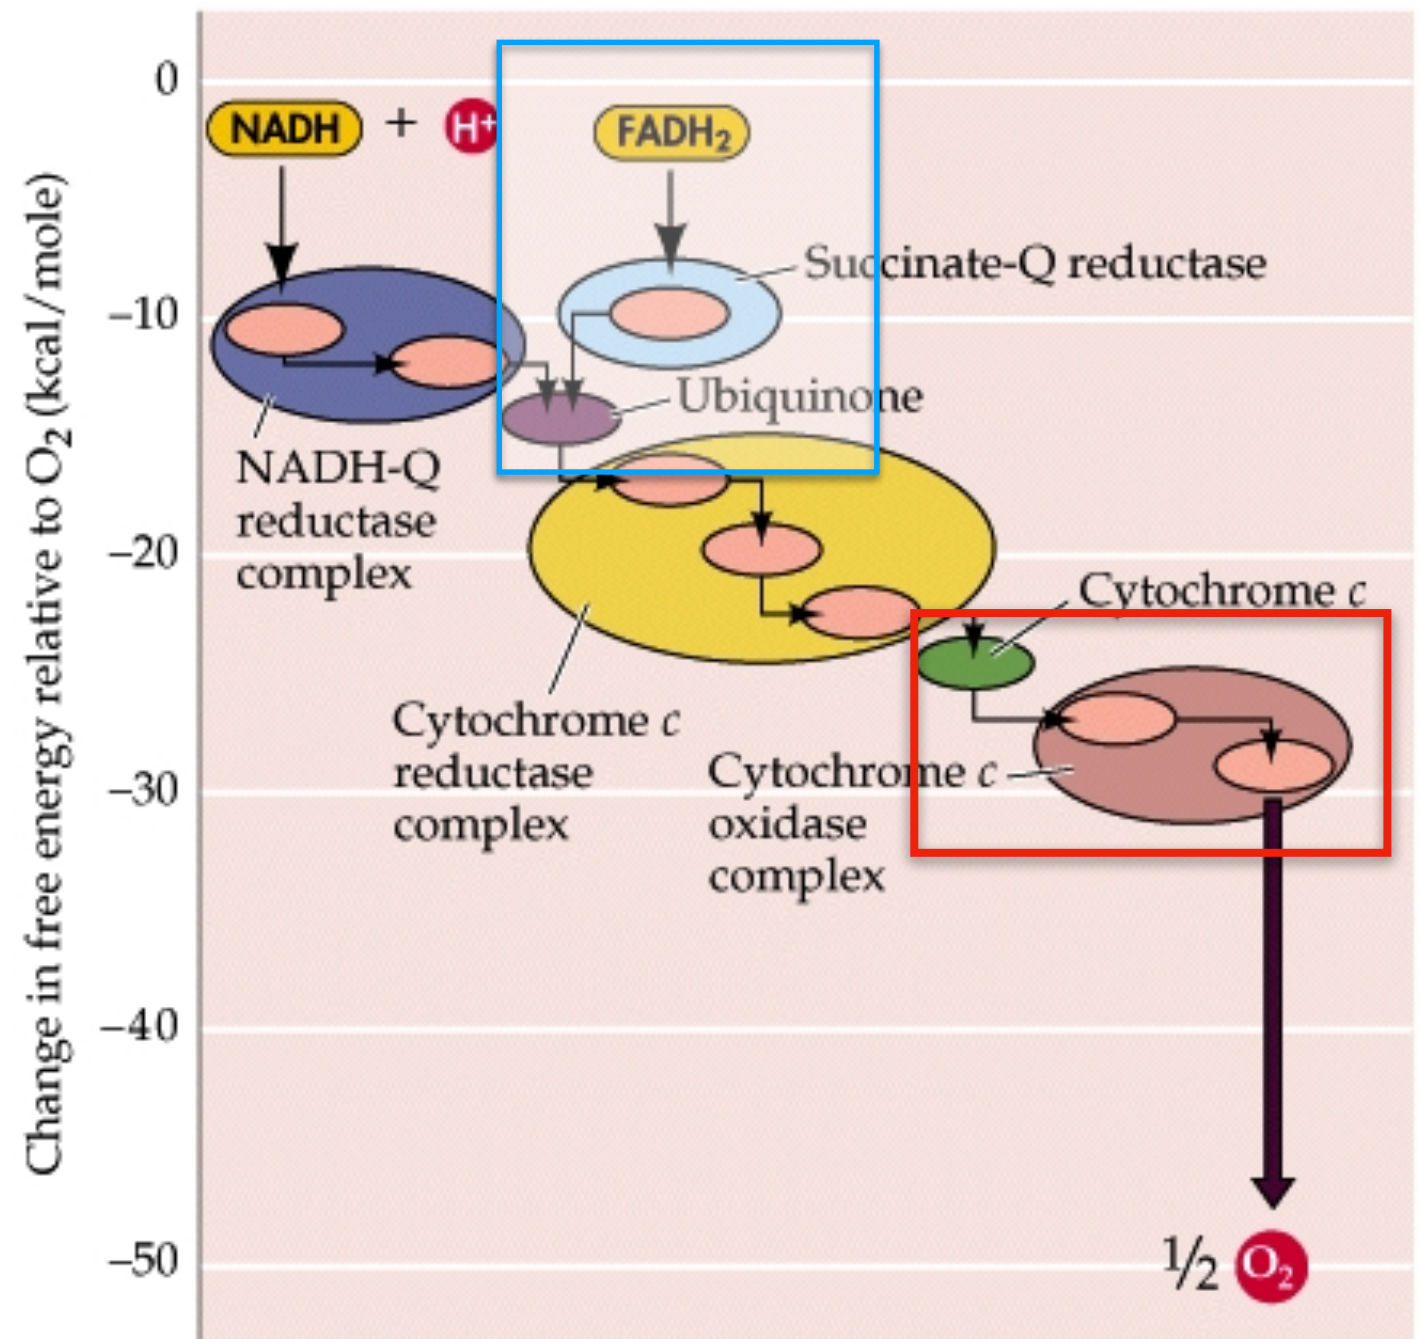 Change in free energy relative to O₂ (kcal/mole)
0
NADH + H⁺
FADH₂
Succinate-Q reductase
–10
Ubiquinone
NADH-Q
reductase
complex
–20
Cytochrome c
Cytochrome c
reductase
complex
Cytochrome c
oxidase
complex
–30
–40
–50
½ O₂